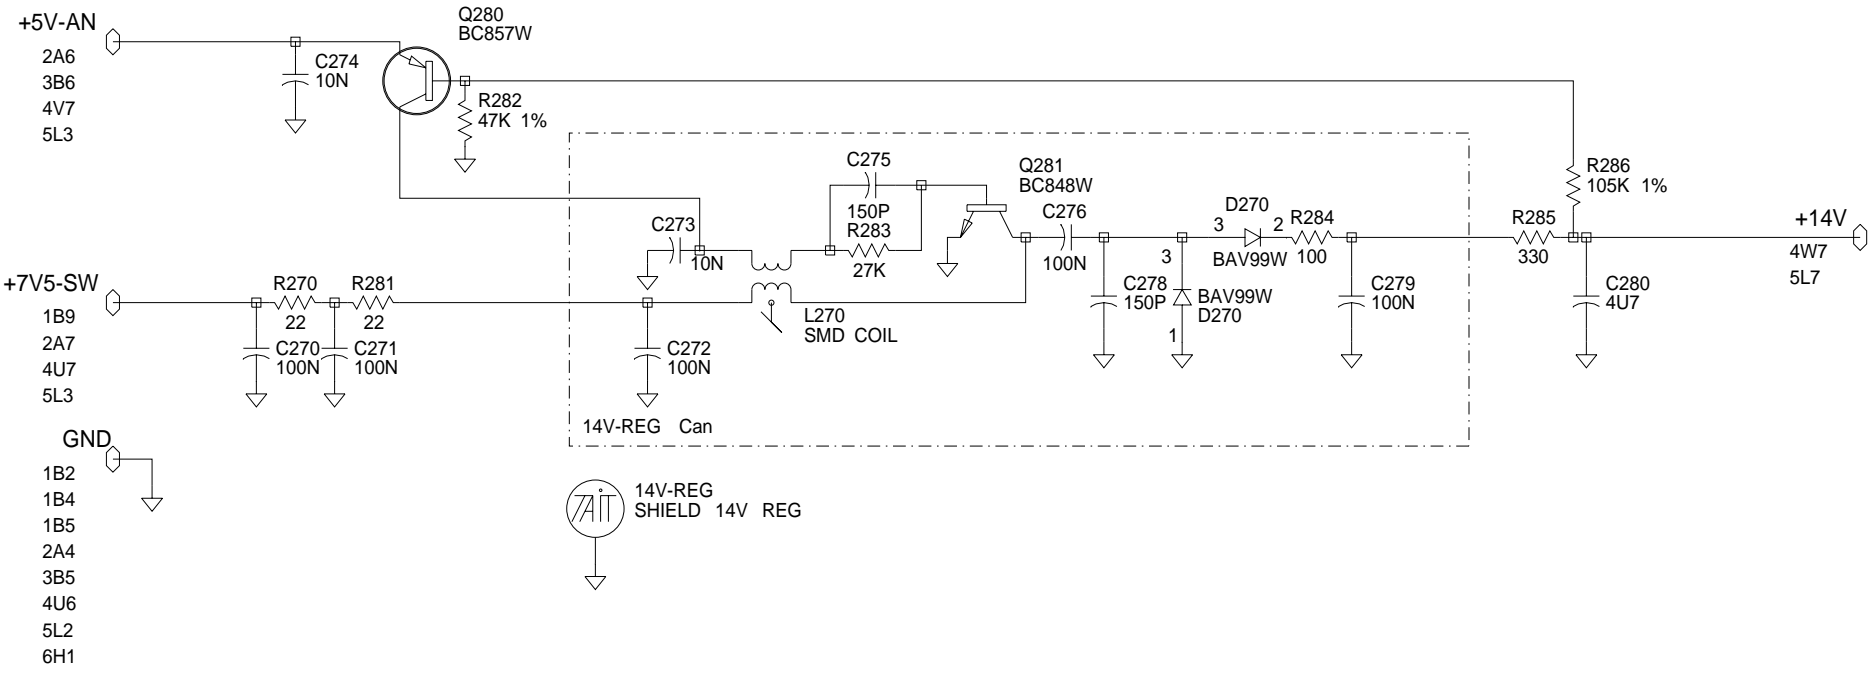 +5V-AN
2A6
3B6
4V7
5L3
C274
10N
Q280
BC857W
R282
47K 1%
C275
150P
R283
27K
Q281
BC848W
C273
10N
C276
100N
C278
150P
3
D270
2
BAV99W
3
BAV99W
D270
1
R284
100
C279
100N
R285
330
R286
105K 1%
C280
4U7
+14V
4W7
5L7
+7V5-SW
1B9
2A7
4U7
5L3
R270
22
R281
22
C270
100N
C271
100N
C272
100N
L270
SMD COIL
14V-REG Can
GND
1B2
1B4
1B5
2A4
3B5
4U6
5L2
6H1
TAIT
14V-REG
SHIELD 14V REG